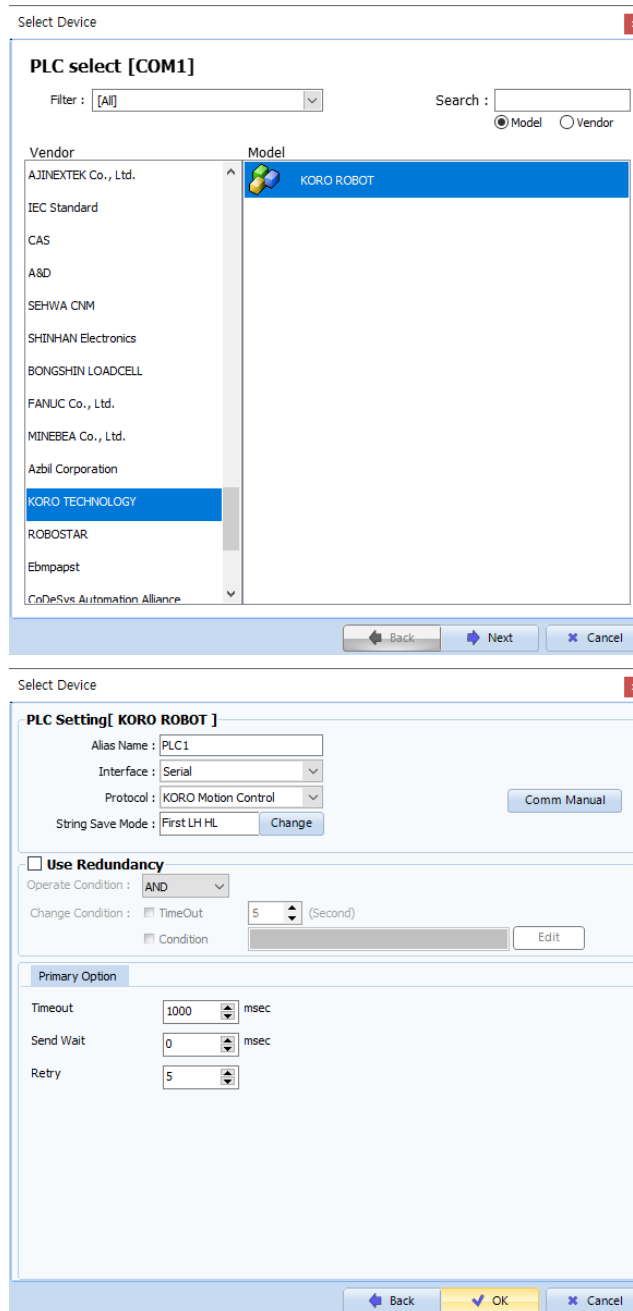 Select Device
PLC select [COM1]
Filter : [All]
Search :
Model Vendor
Vendor Model
AJINEXTEK Co., Ltd. KORO ROBOT
IEC Standard
CAS
A&D
SEHWA CNM
SHINHAN Electronics
BONGSHIN LOADCELL
FANUC Co., Ltd.
MINEBEA Co., Ltd.
Azbil Corporation
KORO TECHNOLOGY
ROBOSTAR
Ebmpapst
CoDeSys Automation Alliance
Back Next Cancel
Select Device
PLC Setting[ KORO ROBOT ]
Alias Name : PLC1
Interface : Serial
Protocol : KORO Motion Control Comm Manual
String Save Mode : First LH HL Change
Use Redundancy
Operate Condition : AND
Change Condition : TimeOut 5 (Second)
Condition Edit
Primary Option
Timeout 1000 msec
Send Wait 0 msec
Retry 5
Back OK Cancel